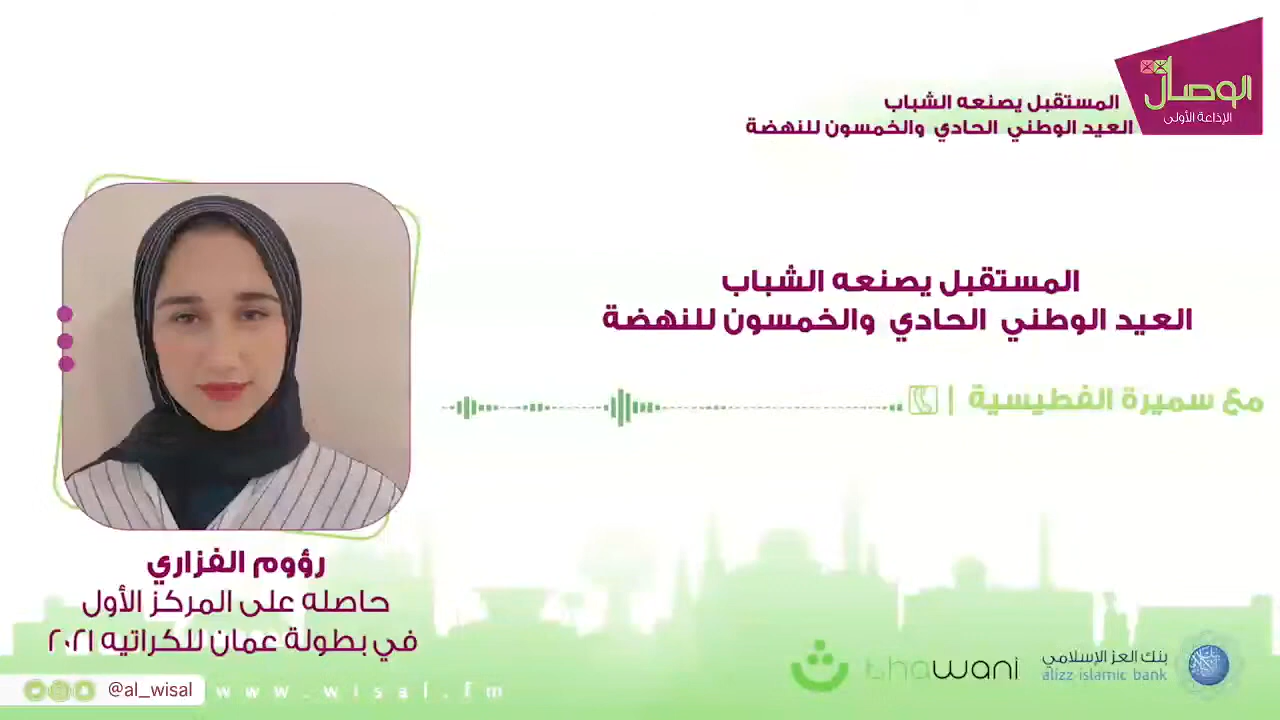 الوصال
الإذاعة الأولى
المستقبل يصنعه الشباب
العيد الوطني الحادي والخمسون للنهضة
المستقبل يصنعه الشباب
العيد الوطني الحادي والخمسون للنهضة
مع سميرة الفطيسية |
رؤوم الفزاري
حاصله على المركز الأول
في بطولة عمان للكراتيه ٢٠٢١
thawani
بنك العز الإسلامي
alizz islamic bank
@al_wisal www.wisal.fm